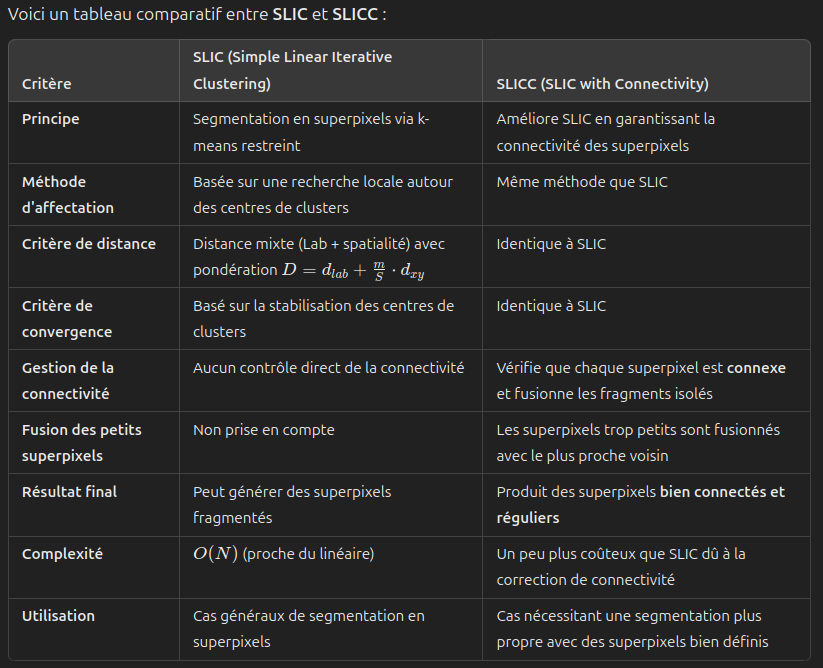 Voici un tableau comparatif entre SLIC et SLICC :
Critère
SLIC (Simple Linear Iterative
Clustering)
SLICC (SLIC with Connectivity)
Principe
Segmentation en superpixels via k-
means restreint
Améliore SLIC en garantissant la
connectivité des superpixels
Méthode
d'affectation
Basée sur une recherche locale autour
des centres de clusters
Même méthode que SLIC
Critère de distance
Distance mixte (Lab + spatialité) avec
pondération D = d_{lab} + \frac{m}{S} · d_{xy}
Identique à SLIC
Critère de
convergence
Basé sur la stabilisation des centres de
clusters
Identique à SLIC
Gestion de la
connectivité
Aucun contrôle direct de la connectivité
Vérifie que chaque superpixel est connexe
et fusionne les fragments isolés
Fusion des petits
superpixels
Non prise en compte
Les superpixels trop petits sont fusionnés
avec le plus proche voisin
Résultat final
Peut générer des superpixels
fragmentés
Produit des superpixels bien connectés et
réguliers
Complexité
O(N) (proche du linéaire)
Un peu plus coûteux que SLIC dû à la
correction de connectivité
Utilisation
Cas généraux de segmentation en
superpixels
Cas nécessitant une segmentation plus
propre avec des superpixels bien définis